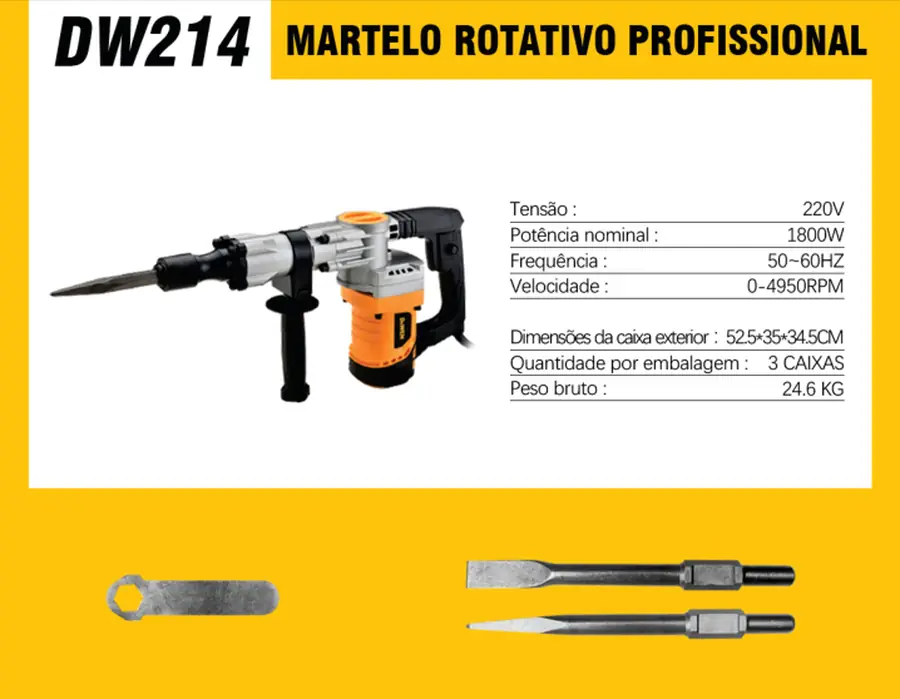 DW214
MARTELO ROTATIVO PROFISSIONAL
Tensão : 220V
Potência nominal : 1800W
Frequência : 50~60HZ
Velocidade : 0-4950RPM
Dimensões da caixa exterior : 52.5*35*34.5CM
Quantidade por embalagem : 3 CAIXAS
Peso bruto : 24.6 KG